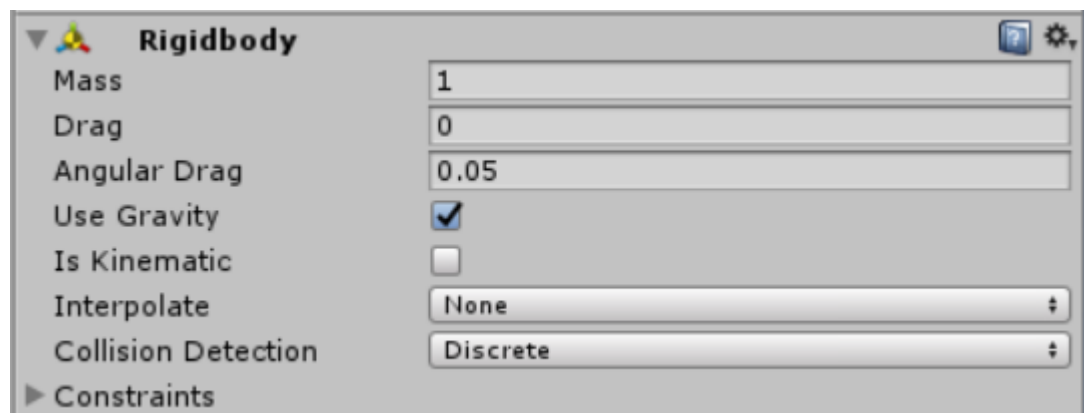 Rigidbody
Mass 1
Drag 0
Angular Drag 0.05
Use Gravity
Is Kinematic
Interpolate None
Collision Detection Discrete
Constraints